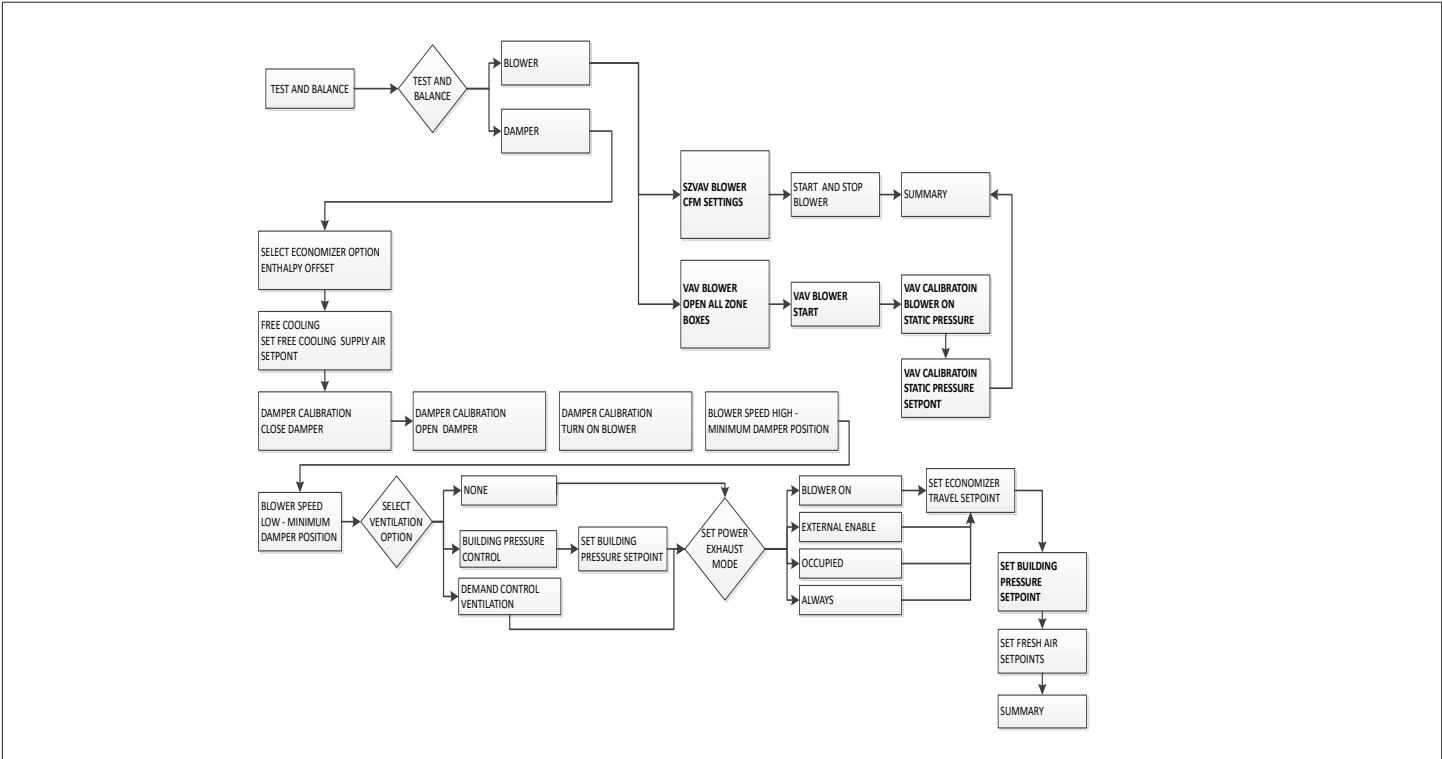 TEST AND BALANCE
TEST AND
BALANCE
BLOWER
DAMPER
SZVAV BLOWER
CFM SETTINGS
START AND STOP
BLOWER
SUMMARY
VAV BLOWER
OPEN ALL ZONE
BOXES
VAV BLOWER
START
VAV CALIBRATOIN
BLOWER ON
STATIC PRESSURE
VAV CALIBRATOIN
STATIC PRESSURE
SETPONT
SELECT ECONOMIZER OPTION
ENTHALPY OFFSET
FREE COOLING
SET FREE COOLING SUPPLY AIR
SETPONT
DAMPER CALIBRATION
CLOSE DAMPER
DAMPER CALIBRATION
OPEN DAMPER
DAMPER CALIBRATION
TURN ON BLOWER
BLOWER SPEED HIGH -
MINIMUM DAMPER POSITION
BLOWER SPEED
LOW - MINIMUM
DAMPER POSITION
SELECT
VENTILATION
OPTION
NONE
BUILDING PRESSURE
CONTROL
SET BUILDING
PRESSURE SETPOINT
DEMAND CONTROL
VENTILATION
SET POWER
EXHAUST
MODE
BLOWER ON
EXTERNAL ENABLE
OCCUPIED
ALWAYS
SET ECONOMIZER
TRAVEL SETPOINT
SET BUILDING
PRESSURE
SETPOINT
SET FRESH AIR
SETPOINTS
SUMMARY